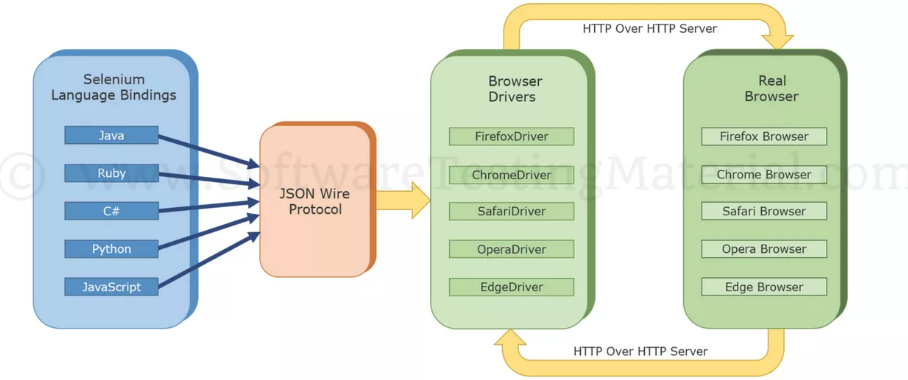 HTTP Over HTTP Server
Selenium
Language Bindings
Java
Ruby
C#
Python
JavaScript
JSON Wire
Protocol
Browser
Drivers
FirefoxDriver
ChromeDriver
SafariDriver
OperaDriver
EdgeDriver
Real
Browser
Firefox Browser
Chrome Browser
Safari Browser
Opera Browser
Edge Browser
HTTP Over HTTP Server
© www.SoftwareTestingMaterial.com